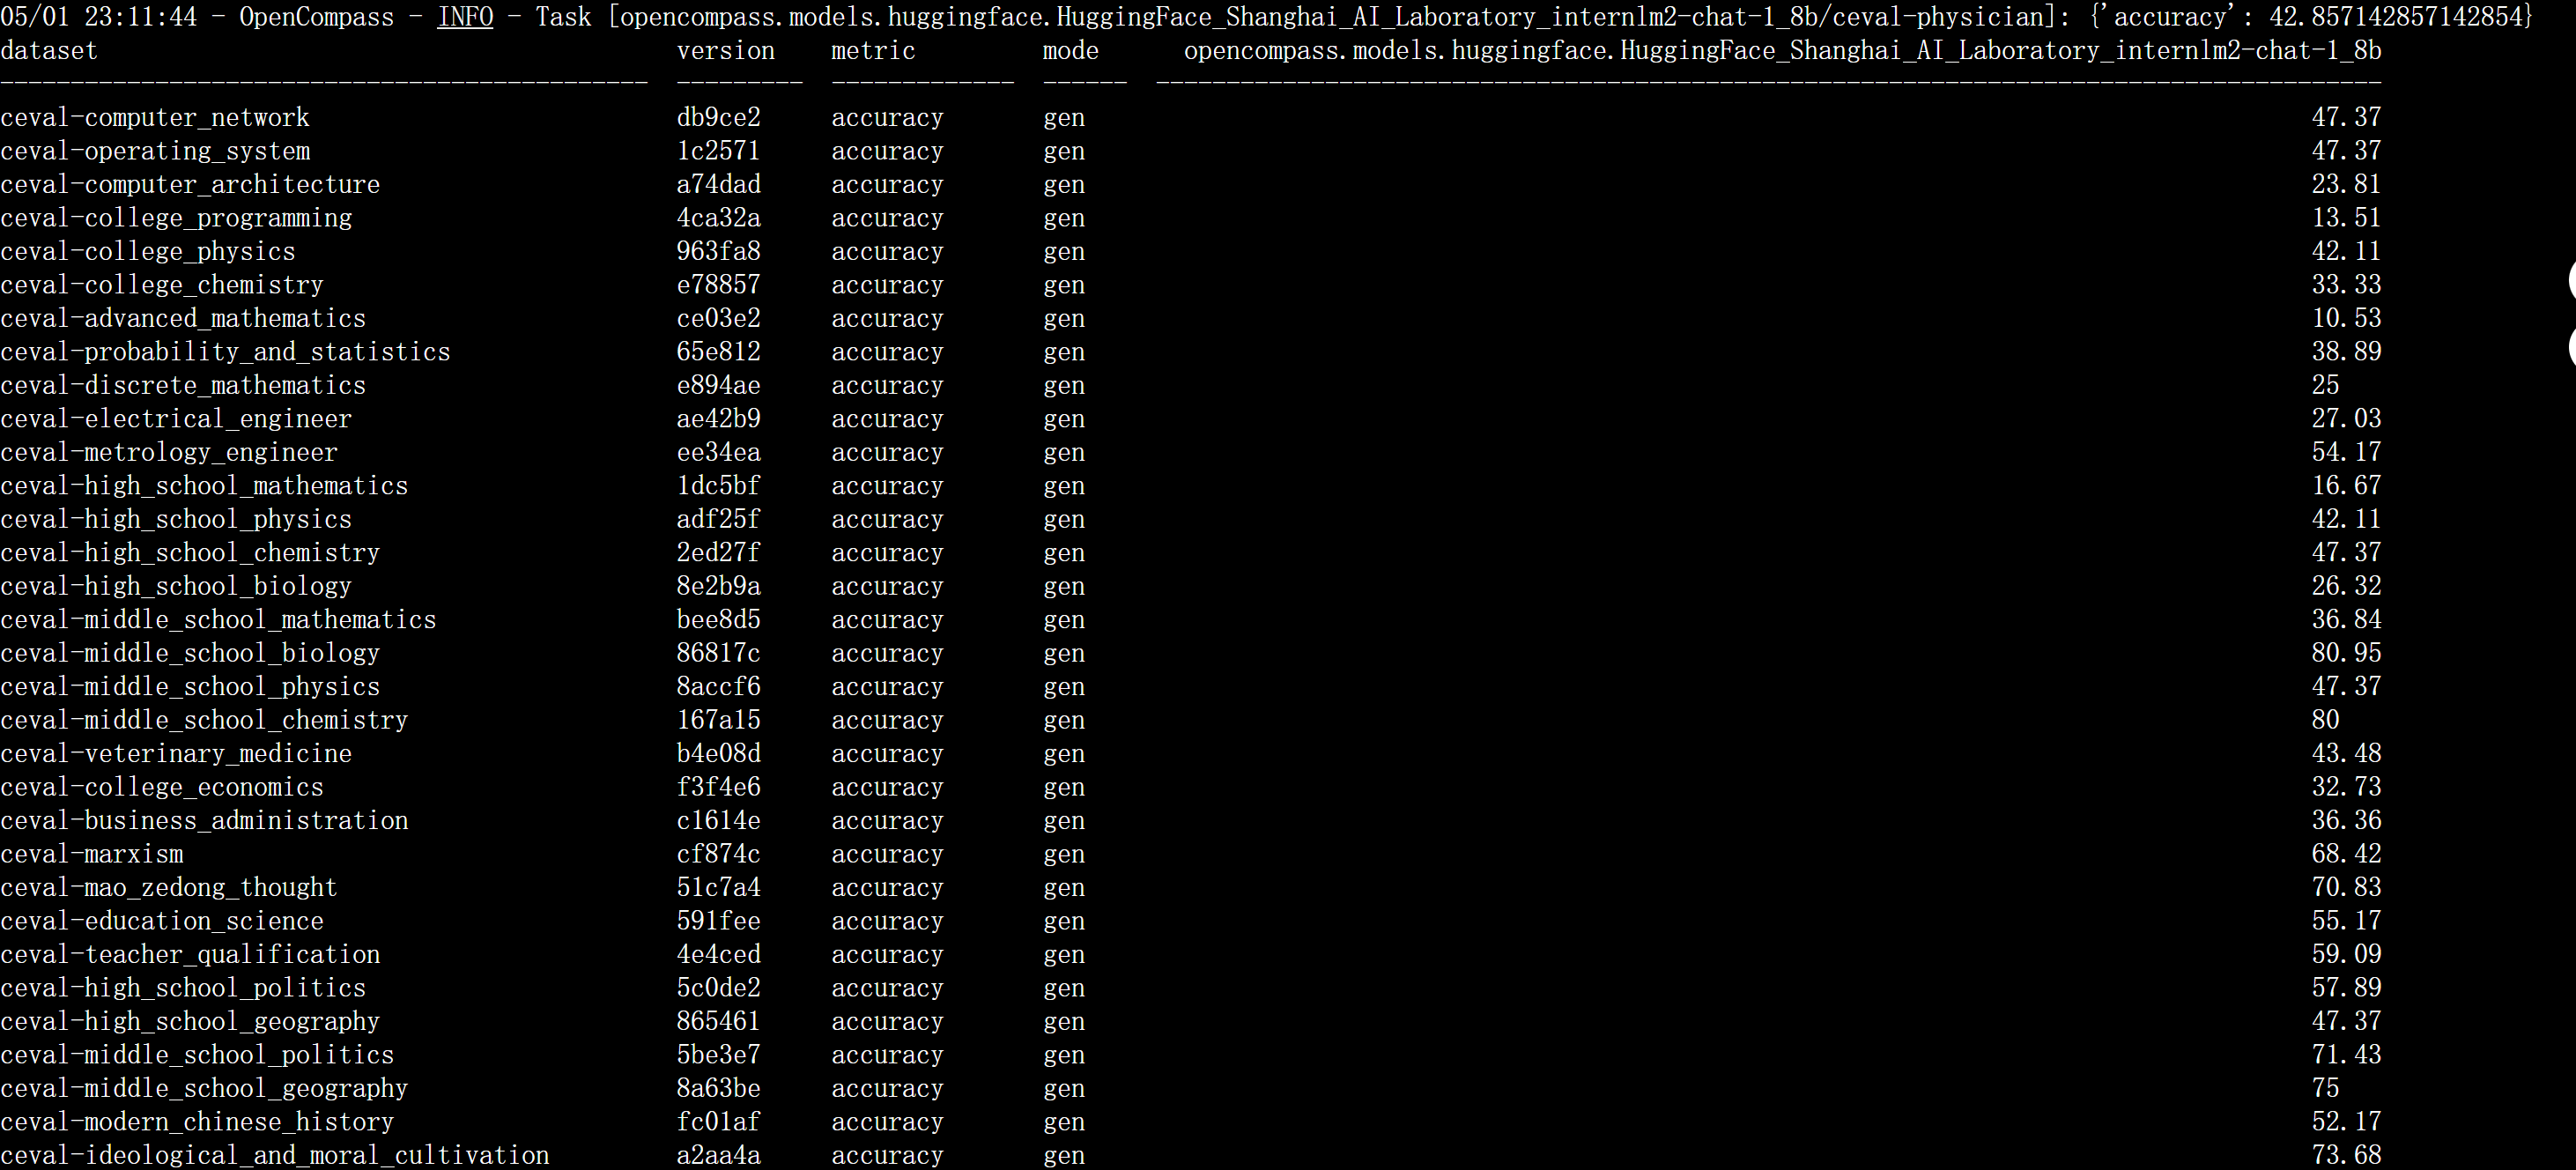 05/01 23:11:44 - OpenCompass - INFO - Task [opencompass.models.huggingface.HuggingFace_Shanghai_AI_Laboratory_internlm2-chat-1_8b/ceval-physician]: {'accuracy': 42.857142857142854}
dataset version metric mode opencompass.models.huggingface.HuggingFace_Shanghai_AI_Laboratory_internlm2-chat-1_8b
---------------------------------------------- --------- ------------- ------ ---------------------------------------------------------------------------------------
ceval-computer_network db9ce2 accuracy gen 47.37
ceval-operating_system 1c2571 accuracy gen 47.37
ceval-computer_architecture a74dad accuracy gen 23.81
ceval-college_programming 4ca32a accuracy gen 13.51
ceval-college_physics 963fa8 accuracy gen 42.11
ceval-college_chemistry e78857 accuracy gen 33.33
ceval-advanced_mathematics ce03e2 accuracy gen 10.53
ceval-probability_and_statistics 65e812 accuracy gen 38.89
ceval-discrete_mathematics e894ae accuracy gen 25
ceval-electrical_engineer ae42b9 accuracy gen 27.03
ceval-metrology_engineer ee34ea accuracy gen 54.17
ceval-high_school_mathematics 1dc5bf accuracy gen 16.67
ceval-high_school_physics adf25f accuracy gen 42.11
ceval-high_school_chemistry 2ed27f accuracy gen 47.37
ceval-high_school_biology 8e2b9a accuracy gen 26.32
ceval-middle_school_mathematics bee8d5 accuracy gen 36.84
ceval-middle_school_biology 86817c accuracy gen 80.95
ceval-middle_school_physics 8accf6 accuracy gen 47.37
ceval-middle_school_chemistry 167a15 accuracy gen 80
ceval-veterinary_medicine b4e08d accuracy gen 43.48
ceval-college_economics f3f4e6 accuracy gen 32.73
ceval-business_administration c1614e accuracy gen 36.36
ceval-marxism cf874c accuracy gen 68.42
ceval-mao_zedong_thought 51c7a4 accuracy gen 70.83
ceval-education_science 591fee accuracy gen 55.17
ceval-teacher_qualification 4e4ced accuracy gen 59.09
ceval-high_school_politics 5c0de2 accuracy gen 57.89
ceval-high_school_geography 865461 accuracy gen 47.37
ceval-middle_school_politics 5be3e7 accuracy gen 71.43
ceval-middle_school_geography 8a63be accuracy gen 75
ceval-modern_chinese_history fc01af accuracy gen 52.17
ceval-ideological_and_moral_cultivation a2aa4a accuracy gen 73.68